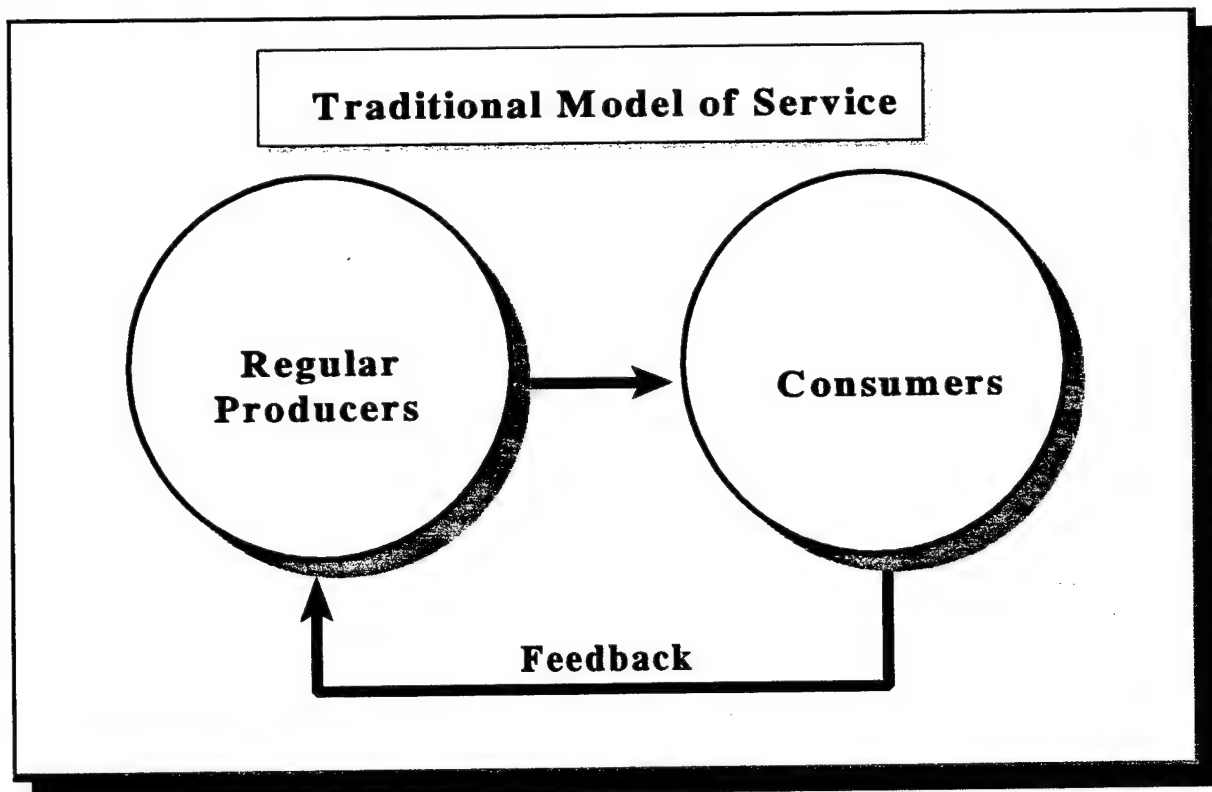 Traditional Model of Service
Regular
Producers
Consumers
Feedback